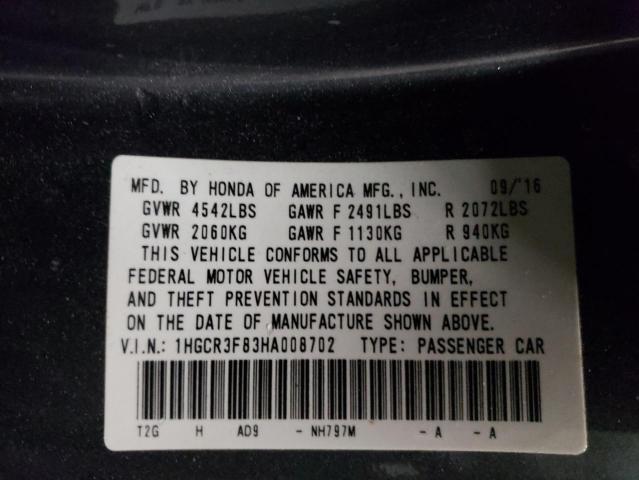 MFD. BY HONDA OF AMERICA MFG., INC. 09/'16
GVWR 4542LBS GAWR F 2491LBS R 2072LBS
GVWR 2060KG GAWR F 1130KG R 940KG
THIS VEHICLE CONFORMS TO ALL APPLICABLE
FEDERAL MOTOR VEHICLE SAFETY, BUMPER,
AND THEFT PREVENTION STANDARDS IN EFFECT
ON THE DATE OF MANUFACTURE SHOWN ABOVE.
V.I.N.: 1HGCR3F83HA008702 TYPE: PASSENGER CAR
T2G H AD9 - NH797M - A - A